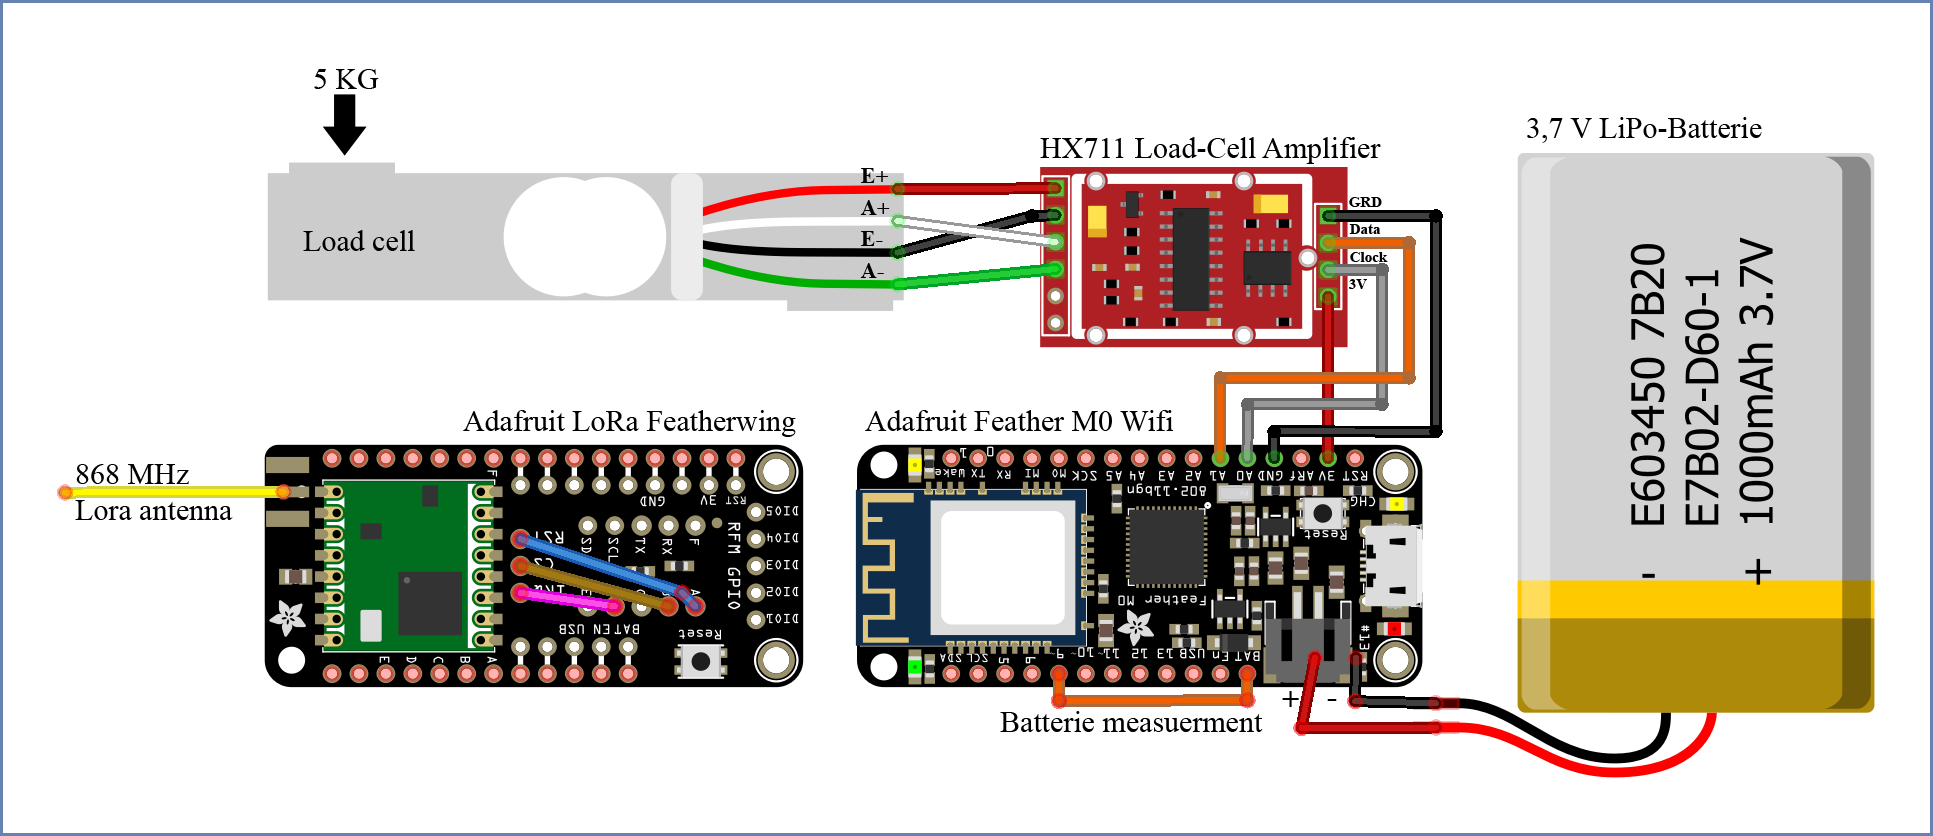 5 KG
Load cell
E+
A+
E-
A-
HX711 Load-Cell Amplifier
GRD
Data
Clock
3V
3,7 V LiPo-Batterie
E603450 7B20
E7B02-D60-1
1000mAh 3.7V
- +
Adafruit LoRa Featherwing
868 MHz
Lora antenna
GND
3V
RST
F
RST
CS
IRQ
SCL
TX
RX
F
RFM GPIO
DIO5
DIO4
DIO3
DIO2
DIO1
USB
EN
BAT
Reset
E
D
C
B
A
Adafruit Feather M0 Wifi
1
0
Wake
TX
RX
MI
MO
SCK
A5
A4
A3
A2
A1
A0
GND
ARf
3V
RST
802.11bgn
CHG
Reset
Feather M0
#13
SDA
SCL
5
6
~9
~10
~11
~12
~13
USB
En
BAT
+ -
Batterie measuerment